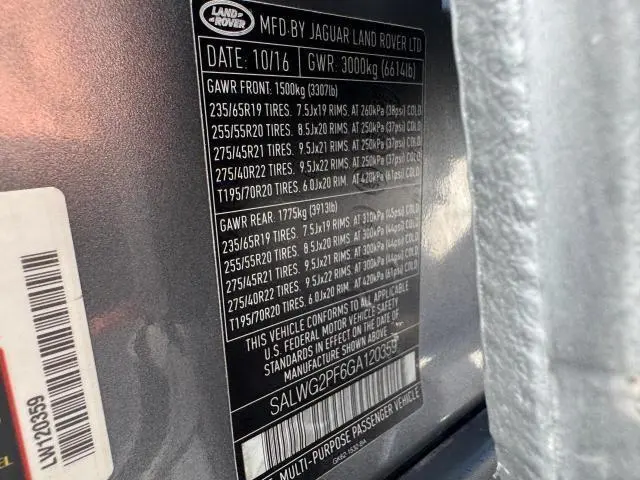 LAND ROVER
MFD.BY JAGUAR LAND ROVER LTD
DATE: 10/16 GWR: 3000kg (6614lb)
GAWR FRONT: 1500kg (3307lb)
235/65R19 TIRES. 7.5Jx19 RIMS. AT 260kPa (38psi) COLD
255/55R20 TIRES. 8.5Jx20 RIMS. AT 250kPa (37psi) COLD
275/45R21 TIRES. 9.5Jx21 RIMS. AT 250kPa (37psi) COLD
275/40R22 TIRES. 9.5Jx22 RIMS. AT 250kPa (37psi) COLD
T195/70R20 TIRES. 6.0Jx20 RIM. AT 420kPa (61psi) COLD
GAWR REAR: 1775kg (3913lb)
235/65R19 TIRES. 7.5Jx19 RIMS. AT 310kPa (45psi) COLD
255/55R20 TIRES. 8.5Jx20 RIMS. AT 300kPa (44psi) COLD
275/45R21 TIRES. 9.5Jx21 RIMS. AT 300kPa (44psi) COLD
275/40R22 TIRES. 9.5Jx22 RIMS. AT 300kPa (44psi) COLD
T195/70R20 TIRES. 6.0Jx20 RIM. AT 420kPa (61psi) COLD
THIS VEHICLE CONFORMS TO ALL APPLICABLE
U.S. FEDERAL MOTOR VEHICLE SAFETY
STANDARDS IN EFFECT ON THE DATE OF
MANUFACTURE SHOWN ABOVE.
SALWG2PF6GA120359
MULTI-PURPOSE PASSENGER VEHICLE
LW120359